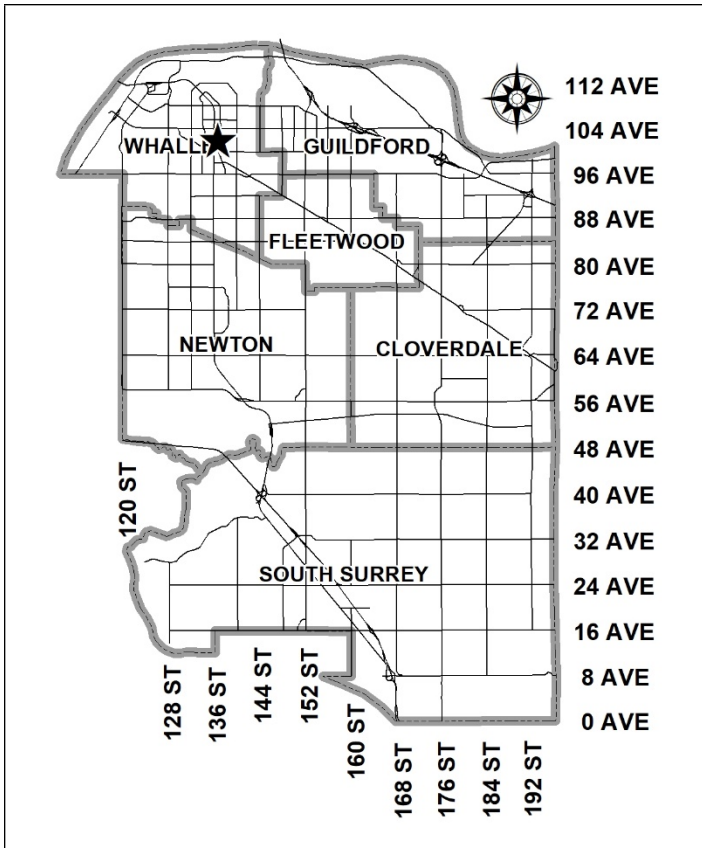 112 AVE
104 AVE
WHALLE
GUILDFORD
96 AVE
88 AVE
FLEETWOOD
80 AVE
72 AVE
NEWTON
CLOVERDALE
64 AVE
56 AVE
48 AVE
120 ST
40 AVE
32 AVE
SOUTH SURREY
24 AVE
16 AVE
128 ST
136 ST
144 ST
152 ST
160 ST
8 AVE
0 AVE
168 ST
176 ST
184 ST
192 ST